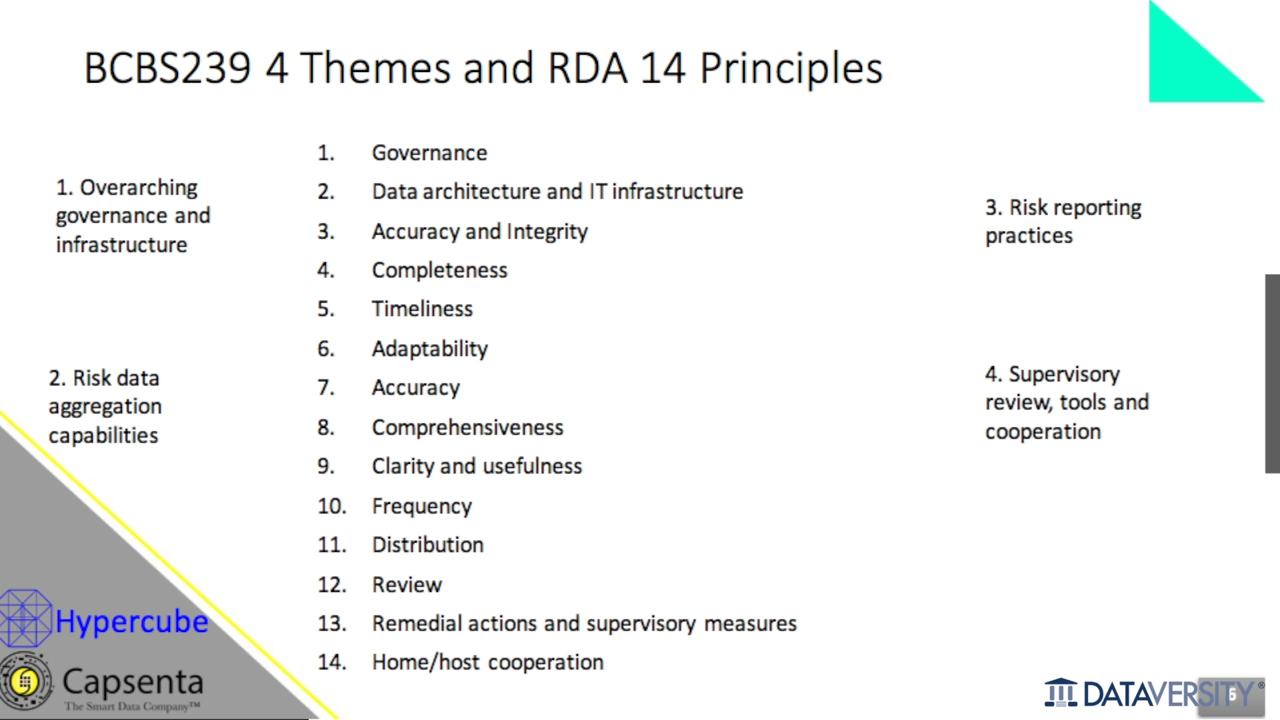 BCBS239 4 Themes and RDA 14 Principles
1. Overarching
governance and
infrastructure
2. Risk data
aggregation
capabilities
1. Governance
2. Data architecture and IT infrastructure
3. Accuracy and Integrity
4. Completeness
5. Timeliness
6. Adaptability
7. Accuracy
8. Comprehensiveness
9. Clarity and usefulness
10. Frequency
11. Distribution
12. Review
13. Remedial actions and supervisory measures
14. Home/host cooperation
3. Risk reporting
practices
4. Supervisory
review, tools and
cooperation
Hypercube
Capsenta
The Smart Data Company™
DATAVERSITY®
6